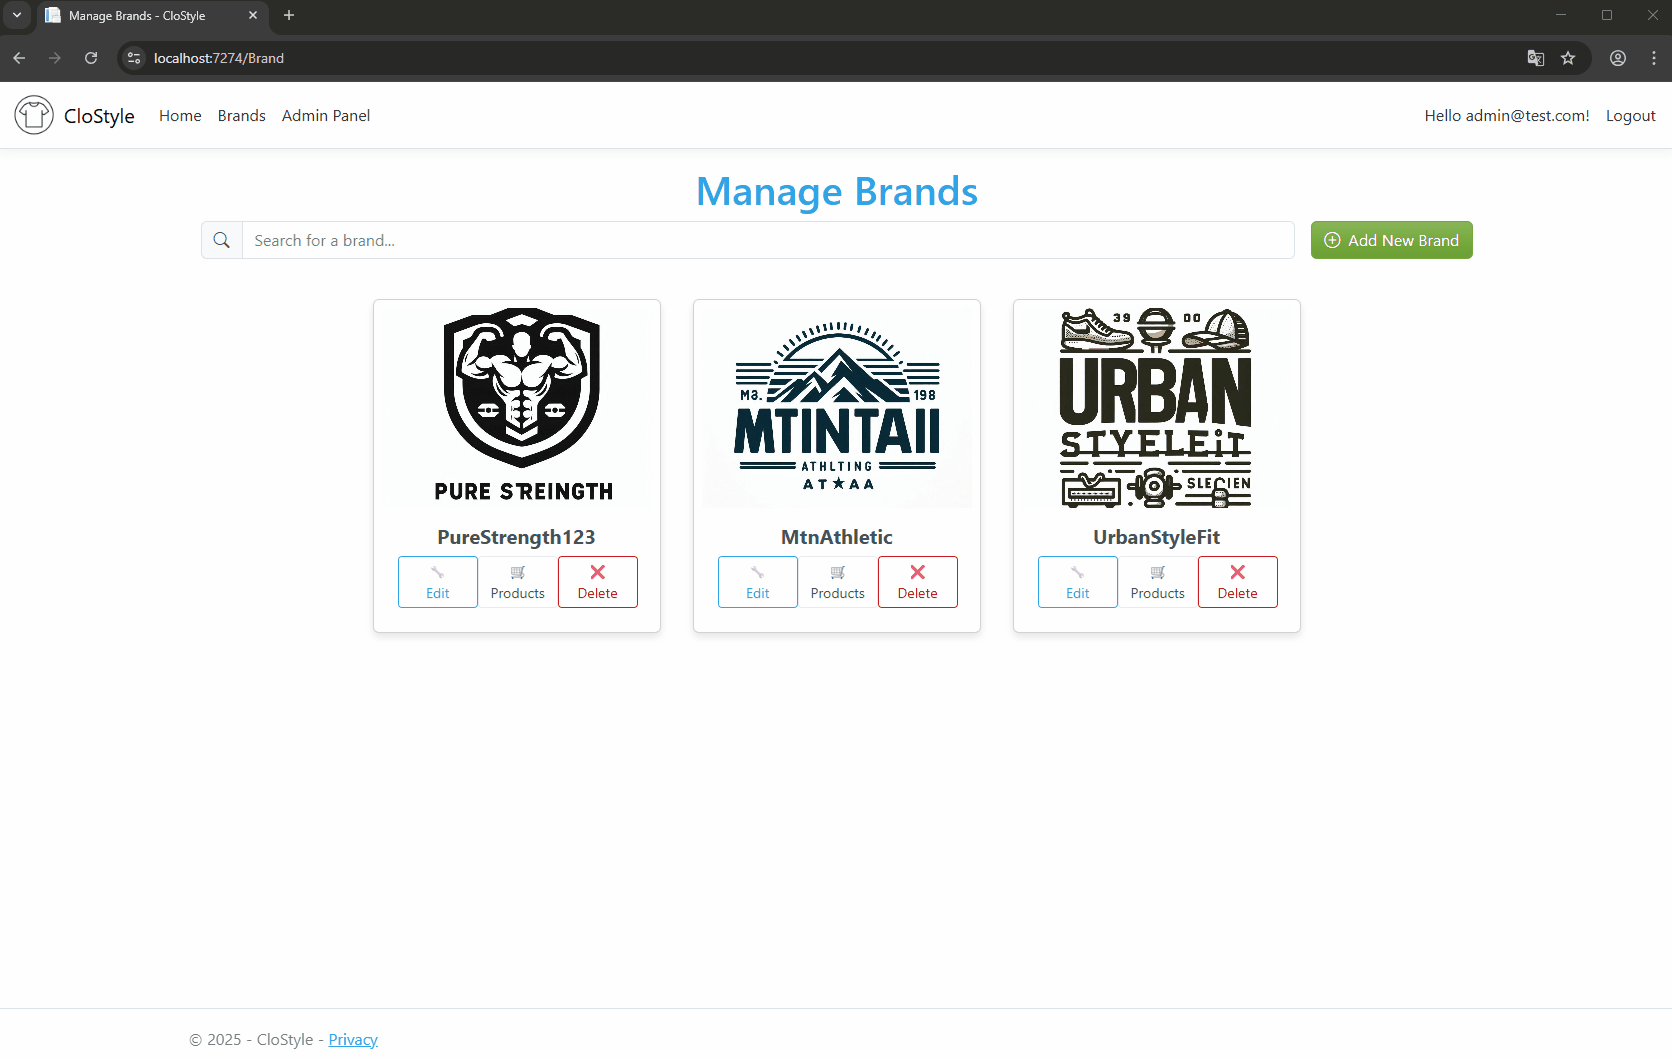 Manage Brands - CloStyle
localhost:7274/Brand
CloStyle Home Brands Admin Panel Hello admin@test.com! Logout
Manage Brands
Search for a brand... Add New Brand
PURE STREINGTH
PureStrength123
Edit Products Delete
M3. 198
MTINTAII
ATHLTING
AT★AA
MtnAthletic
Edit Products Delete
39 00
URBAN
STYELEiT
SLECIEN
UrbanStyleFit
Edit Products Delete
© 2025 - CloStyle - Privacy